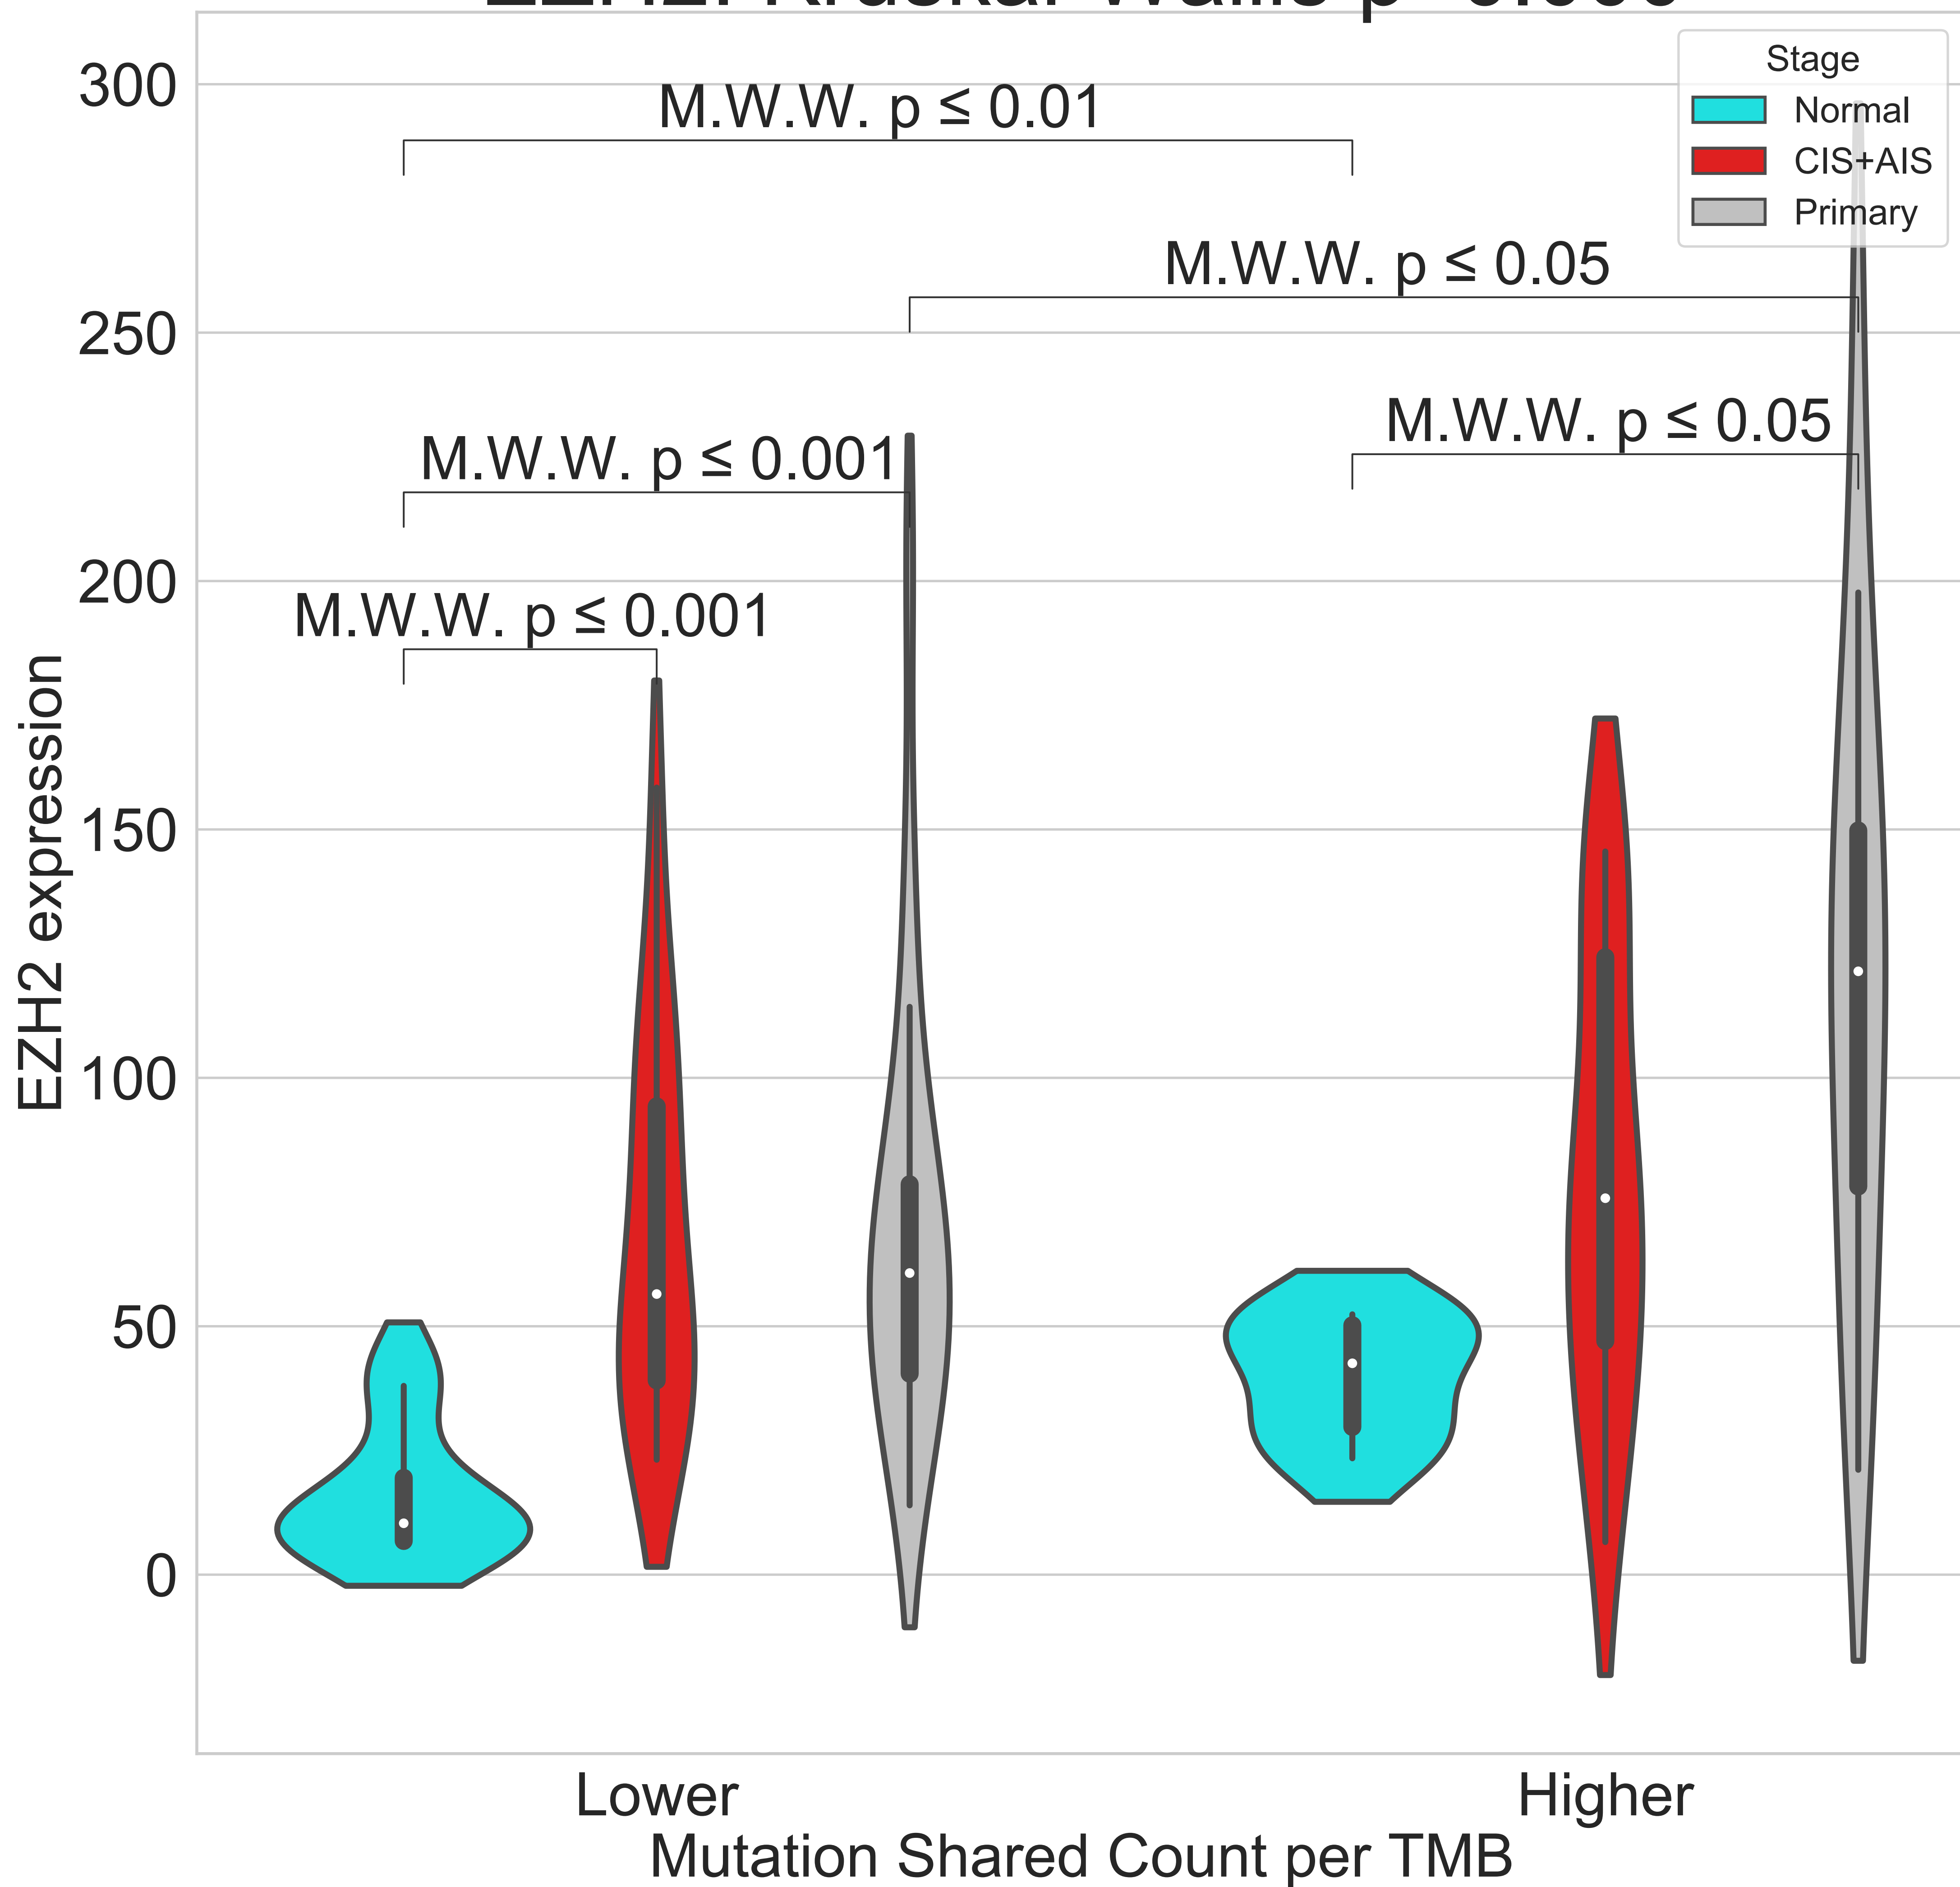 300
250
200
150
100
50
0
EZH2 expression
M.W.W. p ≤ 0.01
M.W.W. p ≤ 0.05
M.W.W. p ≤ 0.05
M.W.W. p ≤ 0.001
M.W.W. p ≤ 0.001
Stage
Normal
CIS+AIS
Primary
Lower
Higher
Mutation Shared Count per TMB